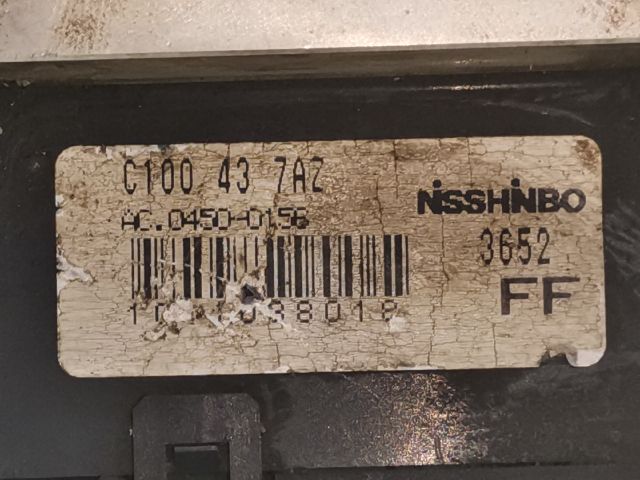 C100 43 7AZ
AC.0450-0156
NISSHINBO
3652
FF